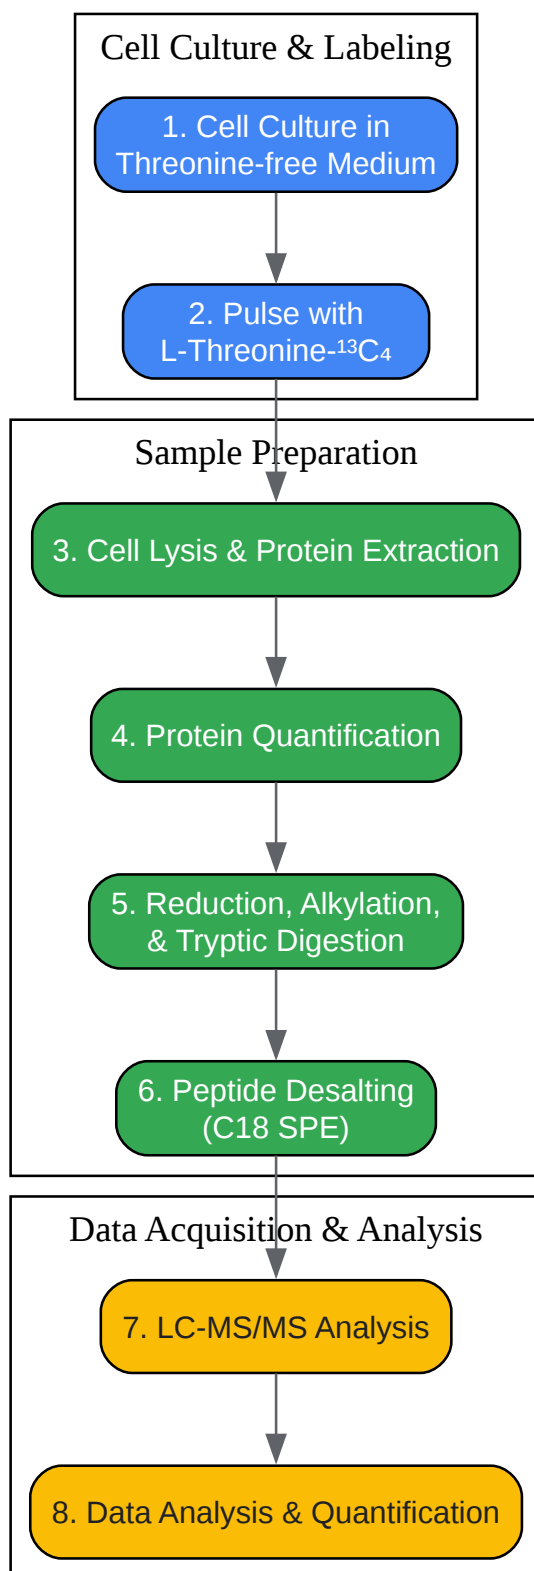 Cell Culture & Labeling
1. Cell Culture in
Threonine-free Medium
2. Pulse with
L-Threonine-¹³C₄
Sample Preparation
3. Cell Lysis & Protein Extraction
4. Protein Quantification
5. Reduction, Alkylation,
& Tryptic Digestion
6. Peptide Desalting
(C18 SPE)
Data Acquisition & Analysis
7. LC-MS/MS Analysis
8. Data Analysis & Quantification